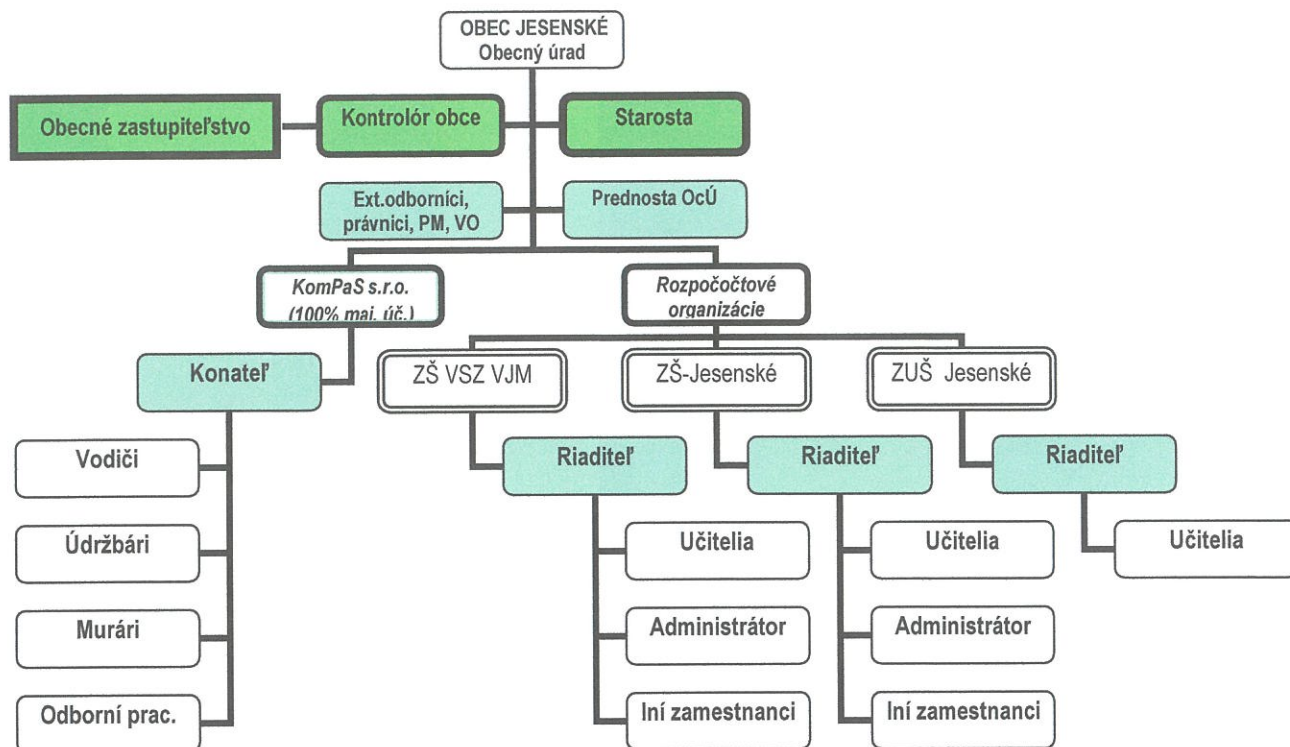 OBEC JESENSKÉ
Obecný úrad
Obecné zastupiteľstvo
Kontrolór obce
Starosta
Ext.odborníci,
právnici, PM, VO
Prednosta OcÚ
KomPaS s.r.o.
(100% maj. úč.)
Rozpočočtové
organizácie
Konateľ
ZŠ VSZ VJM
ZŠ-Jesenské
ZUŠ Jesenské
Vodiči
Riaditeľ
Riaditeľ
Riaditeľ
Údržbári
Učitelia
Učitelia
Učitelia
Murári
Administrátor
Administrátor
Odborní prac.
Iní zamestnanci
Iní zamestnanci